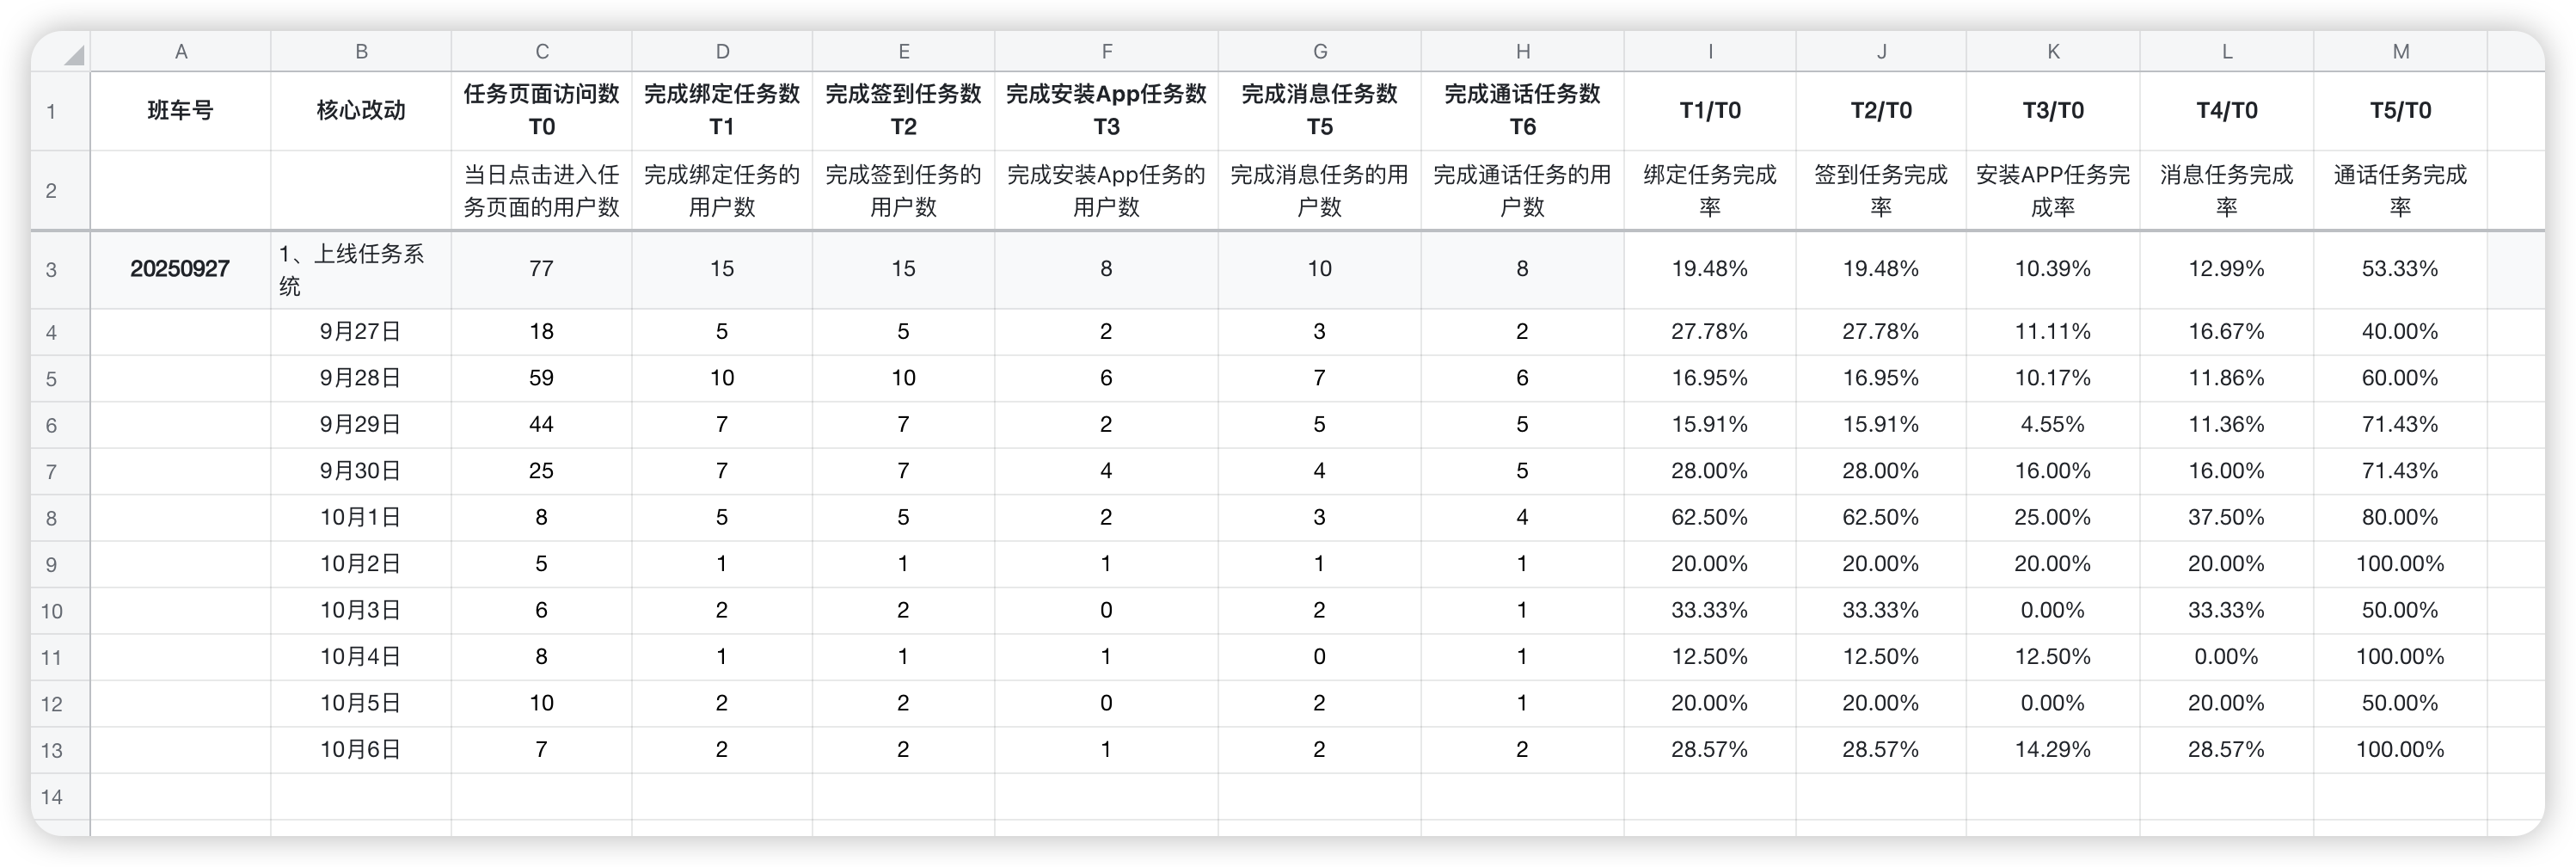 A B C D E F G H I J K L M
1 班车号 核心改动 任务页面访问数 完成绑定任务数 完成签到任务数 完成安装App任务数 完成消息任务数 完成通话任务数 T1/T0 T2/T0 T3/T0 T4/T0 T5/T0
T0 T1 T2 T3 T5 T6
2 当日点击进入任 完成绑定任务的 完成签到任务的 完成安装App任务的 完成消息任务的用 完成通话任务的用 绑定任务完成 签到任务完成 安装APP任务完 消息任务完成 通话任务完成
务页面的用户数 用户数 用户数 用户数 户数 户数 率 率 成率 率 率
3 20250927 1、上线任务系 77 15 15 8 10 8 19.48% 19.48% 10.39% 12.99% 53.33%
统
4 9月27日 18 5 5 2 3 2 27.78% 27.78% 11.11% 16.67% 40.00%
5 9月28日 59 10 10 6 7 6 16.95% 16.95% 10.17% 11.86% 60.00%
6 9月29日 44 7 7 2 5 5 15.91% 15.91% 4.55% 11.36% 71.43%
7 9月30日 25 7 7 4 4 5 28.00% 28.00% 16.00% 16.00% 71.43%
8 10月1日 8 5 5 2 3 4 62.50% 62.50% 25.00% 37.50% 80.00%
9 10月2日 5 1 1 1 1 1 20.00% 20.00% 20.00% 20.00% 100.00%
10 10月3日 6 2 2 0 2 1 33.33% 33.33% 0.00% 33.33% 50.00%
11 10月4日 8 1 1 1 0 1 12.50% 12.50% 12.50% 0.00% 100.00%
12 10月5日 10 2 2 0 2 1 20.00% 20.00% 0.00% 20.00% 50.00%
13 10月6日 7 2 2 1 2 2 28.57% 28.57% 14.29% 28.57% 100.00%
14